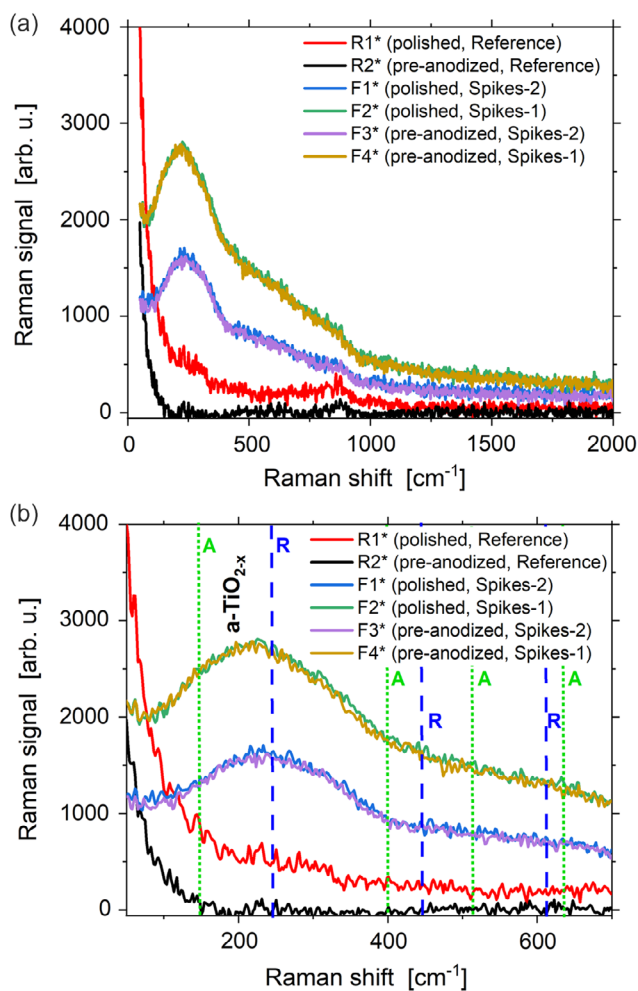 (a)
4000
3000
2000
1000
0
Raman signal [arb. u.]
R1* (polished, Reference)
R2* (pre-anodized, Reference)
F1* (polished, Spikes-2)
F2* (polished, Spikes-1)
F3* (pre-anodized, Spikes-2)
F4* (pre-anodized, Spikes-1)
0 500 1000 1500 2000
Raman shift [cm⁻¹]
(b)
4000
3000
2000
1000
0
Raman signal [arb. u.]
A
a-TiO₂₋ₓ
R
R1* (polished, Reference)
R2* (pre-anodized, Reference)
F1* (polished, Spikes-2)
F2* (polished, Spikes-1)
F3* (pre-anodized, Spikes-2)
F4* (pre-anodized, Spikes-1)
A A A
R R
200 400 600
Raman shift [cm⁻¹]